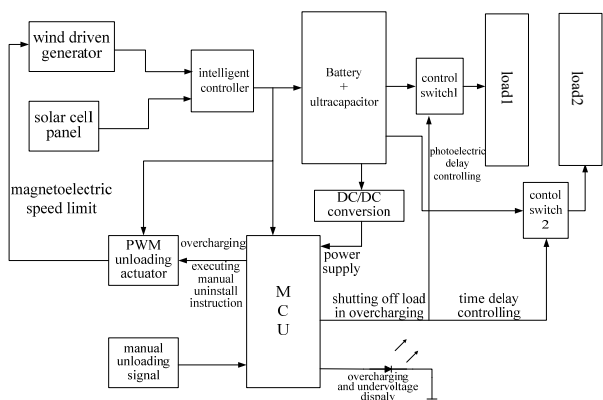 wind driven
generator
intelligent
controller
solar cell
panel
Battery
+
ultracapacitor
control
switch1
load1
load2
photoelectric
delay
controlling
magnetoelectric
speed limit
DC/DC
conversion
contol
switch
2
PWM
unloading
actuator
overcharging
executing
manual
uninstall
instruction
M
C
U
power
supply
shutting off load
in overcharging
time delay
controlling
manual
unloading
signal
overcharging
and undervoltage
dispaly